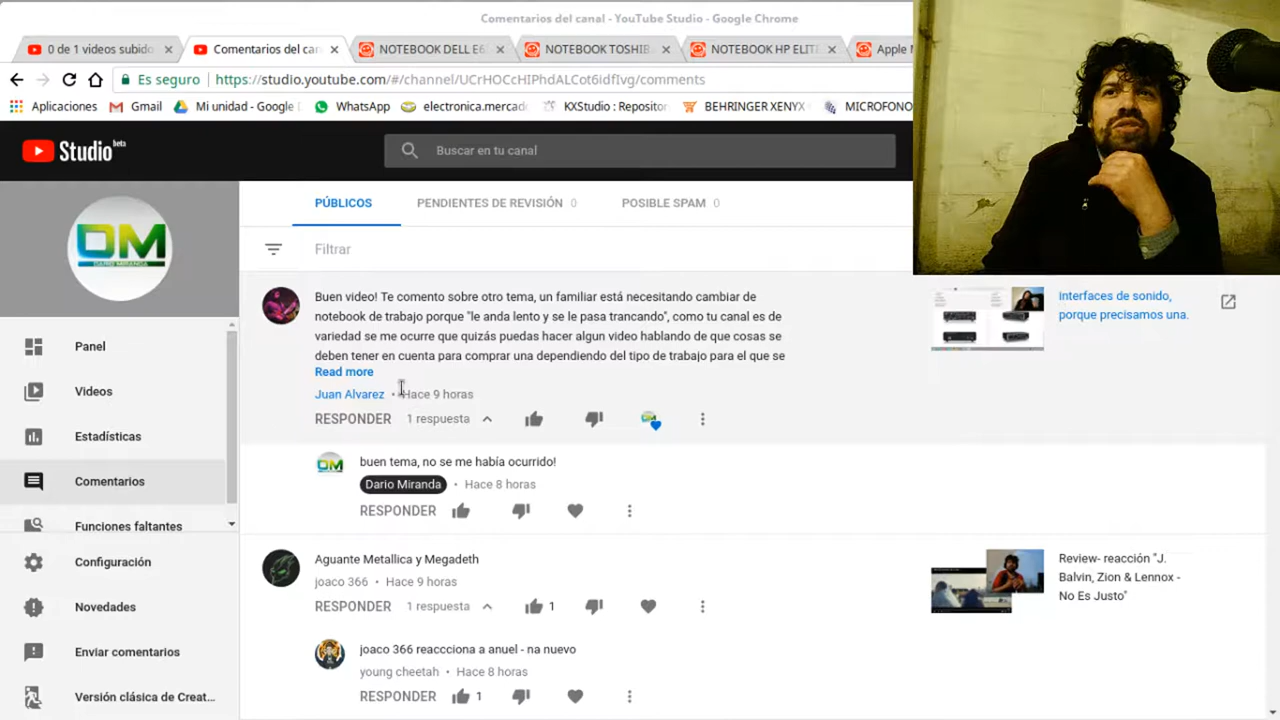 Comentarios del canal - YouTube Studio - Google Chrome
0 de 1 videos subido
Comentarios del can
NOTEBOOK DELL E6
NOTEBOOK TOSHIB
NOTEBOOK HP ELITE
Apple
Es seguro
https://studio.youtube.com/#/channel/UCrHOCcHIPhdALCot6idfIvg/comments
Aplicaciones
Gmail
Mi unidad - Google
WhatsApp
electronica.mercad
KXStudio : Repositor
BEHRINGER XENYX
MICROFONO
Studio beta
Buscar en tu canal
DM
DARIO MIRANDA
PÚBLICOS
PENDIENTES DE REVISIÓN 0
POSIBLE SPAM 0
Filtrar
Buen video! Te comento sobre otro tema, un familiar está necesitando cambiar de
notebook de trabajo porque "le anda lento y se le pasa trancando", como tu canal es de
variedad se me ocurre que quizás puedas hacer algun video hablando de que cosas se
deben tener en cuenta para comprar una dependiendo del tipo de trabajo para el que se
Read more
Juan Alvarez • Hace 9 horas
RESPONDER 1 respuesta
Interfaces de sonido,
porque precisamos una.
Panel
Videos
Estadísticas
Comentarios
Funciones faltantes
Configuración
Novedades
Enviar comentarios
Versión clásica de Creat...
DM
buen tema, no se me había ocurrido!
Dario Miranda • Hace 8 horas
RESPONDER
Aguante Metallica y Megadeth
joaco 366 • Hace 9 horas
RESPONDER 1 respuesta 1
Review- reacción "J.
Balvin, Zion & Lennox -
No Es Justo"
joaco 366 reaccciona a anuel - na nuevo
young cheetah • Hace 8 horas
RESPONDER 1